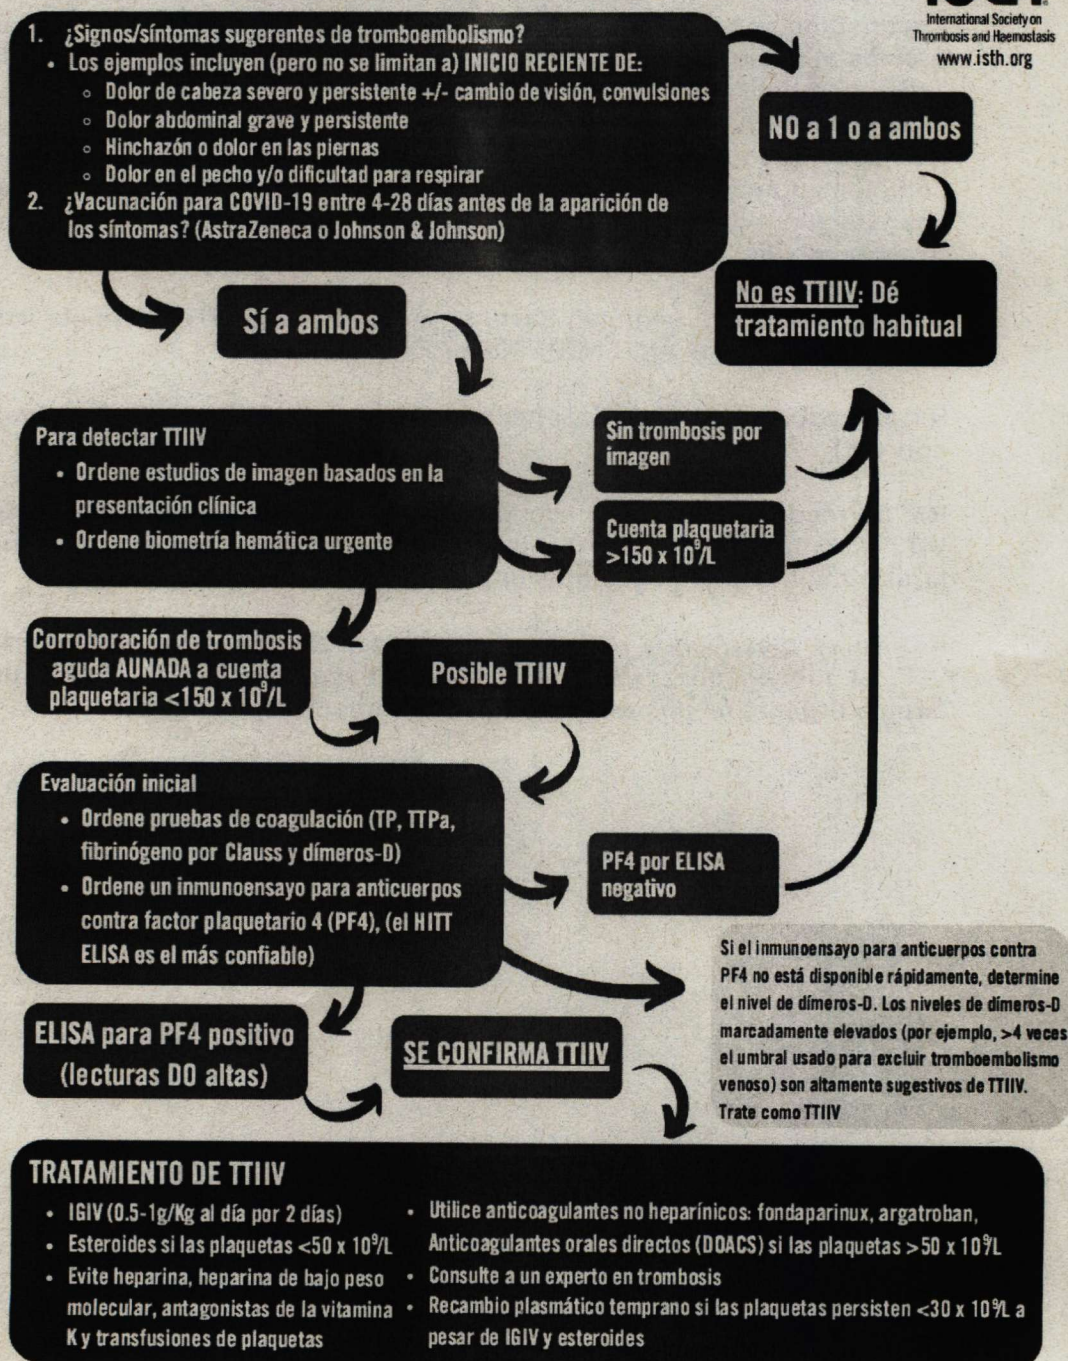 International Society on
Thrombosis and Haemostasis
www.isth.org
1. ¿Signos/síntomas sugerentes de tromboembolismo?
• Los ejemplos incluyen (pero no se limitan a) INICIO RECIENTE DE:
◦ Dolor de cabeza severo y persistente +/- cambio de visión, convulsiones
◦ Dolor abdominal grave y persistente
◦ Hinchazón o dolor en las piernas
◦ Dolor en el pecho y/o dificultad para respirar
2. ¿Vacunación para COVID-19 entre 4-28 días antes de la aparición de
los síntomas? (AstraZeneca o Johnson & Johnson)
NO a 1 o a ambos
No es TTIIV: Dé
tratamiento habitual
Sí a ambos
Para detectar TTIIV
• Ordene estudios de imagen basados en la
presentación clínica
• Ordene biometría hemática urgente
Sin trombosis por
imagen
Cuenta plaquetaria
>150 x 10⁹/L
Corroboración de trombosis
aguda AUNADA a cuenta
plaquetaria <150 x 10⁹/L
Posible TTIIV
Evaluación inicial
• Ordene pruebas de coagulación (TP, TTPa,
fibrinógeno por Clauss y dímeros-D)
• Ordene un inmunoensayo para anticuerpos
contra factor plaquetario 4 (PF4), (el HITT
ELISA es el más confiable)
PF4 por ELISA
negativo
Si el inmunoensayo para anticuerpos contra
PF4 no está disponible rápidamente, determine
el nivel de dímeros-D. Los niveles de dímeros-D
marcadamente elevados (por ejemplo, >4 veces
el umbral usado para excluir tromboembolismo
venoso) son altamente sugestivos de TTIIV.
Trate como TTIIV
ELISA para PF4 positivo
(lecturas DO altas)
SE CONFIRMA TTIIV
TRATAMIENTO DE TTIIV
• IGIV (0.5-1g/Kg al día por 2 días)
• Esteroides si las plaquetas <50 x 10⁹/L
• Evite heparina, heparina de bajo peso
molecular, antagonistas de la vitamina
K y transfusiones de plaquetas
• Utilice anticoagulantes no heparínicos: fondaparinux, argatroban,
Anticoagulantes orales directos (DOACS) si las plaquetas >50 x 10⁹/L
• Consulte a un experto en trombosis
• Recambio plasmático temprano si las plaquetas persisten <30 x 10⁹/L a
pesar de IGIV y esteroides